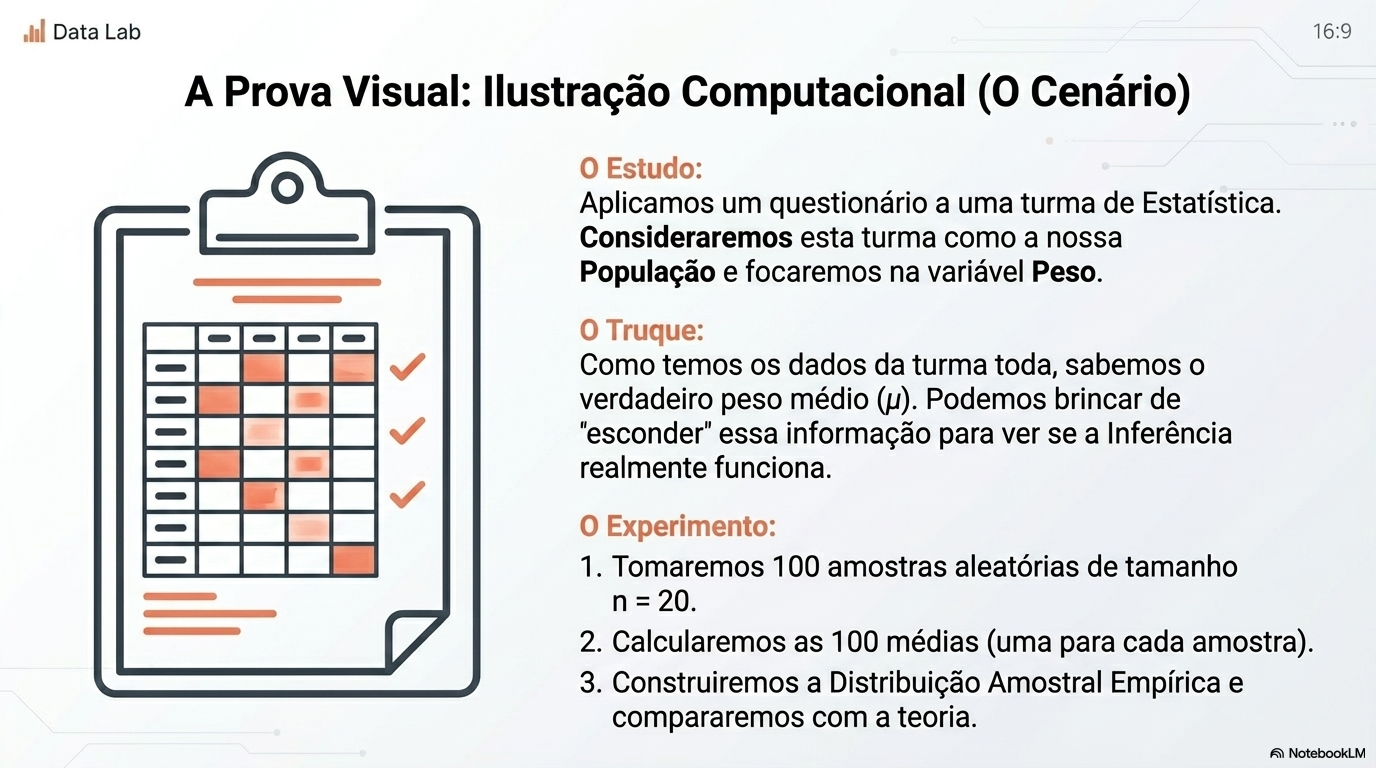 Data Lab
16:9
A Prova Visual: Ilustração Computacional (O Cenário)
O Estudo:
Aplicamos um questionário a uma turma de Estatística.
Consideraremos esta turma como a nossa
População e focaremos na variável Peso.
O Truque:
Como temos os dados da turma toda, sabemos o
verdadeiro peso médio (μ). Podemos brincar de
"esconder" essa informação para ver se a Inferência
realmente funciona.
O Experimento:
1. Tomaremos 100 amostras aleatórias de tamanho
n = 20.
2. Calcularemos as 100 médias (uma para cada amostra).
3. Construiremos a Distribuição Amostral Empírica e
compararemos com a teoria.
NotebookLM